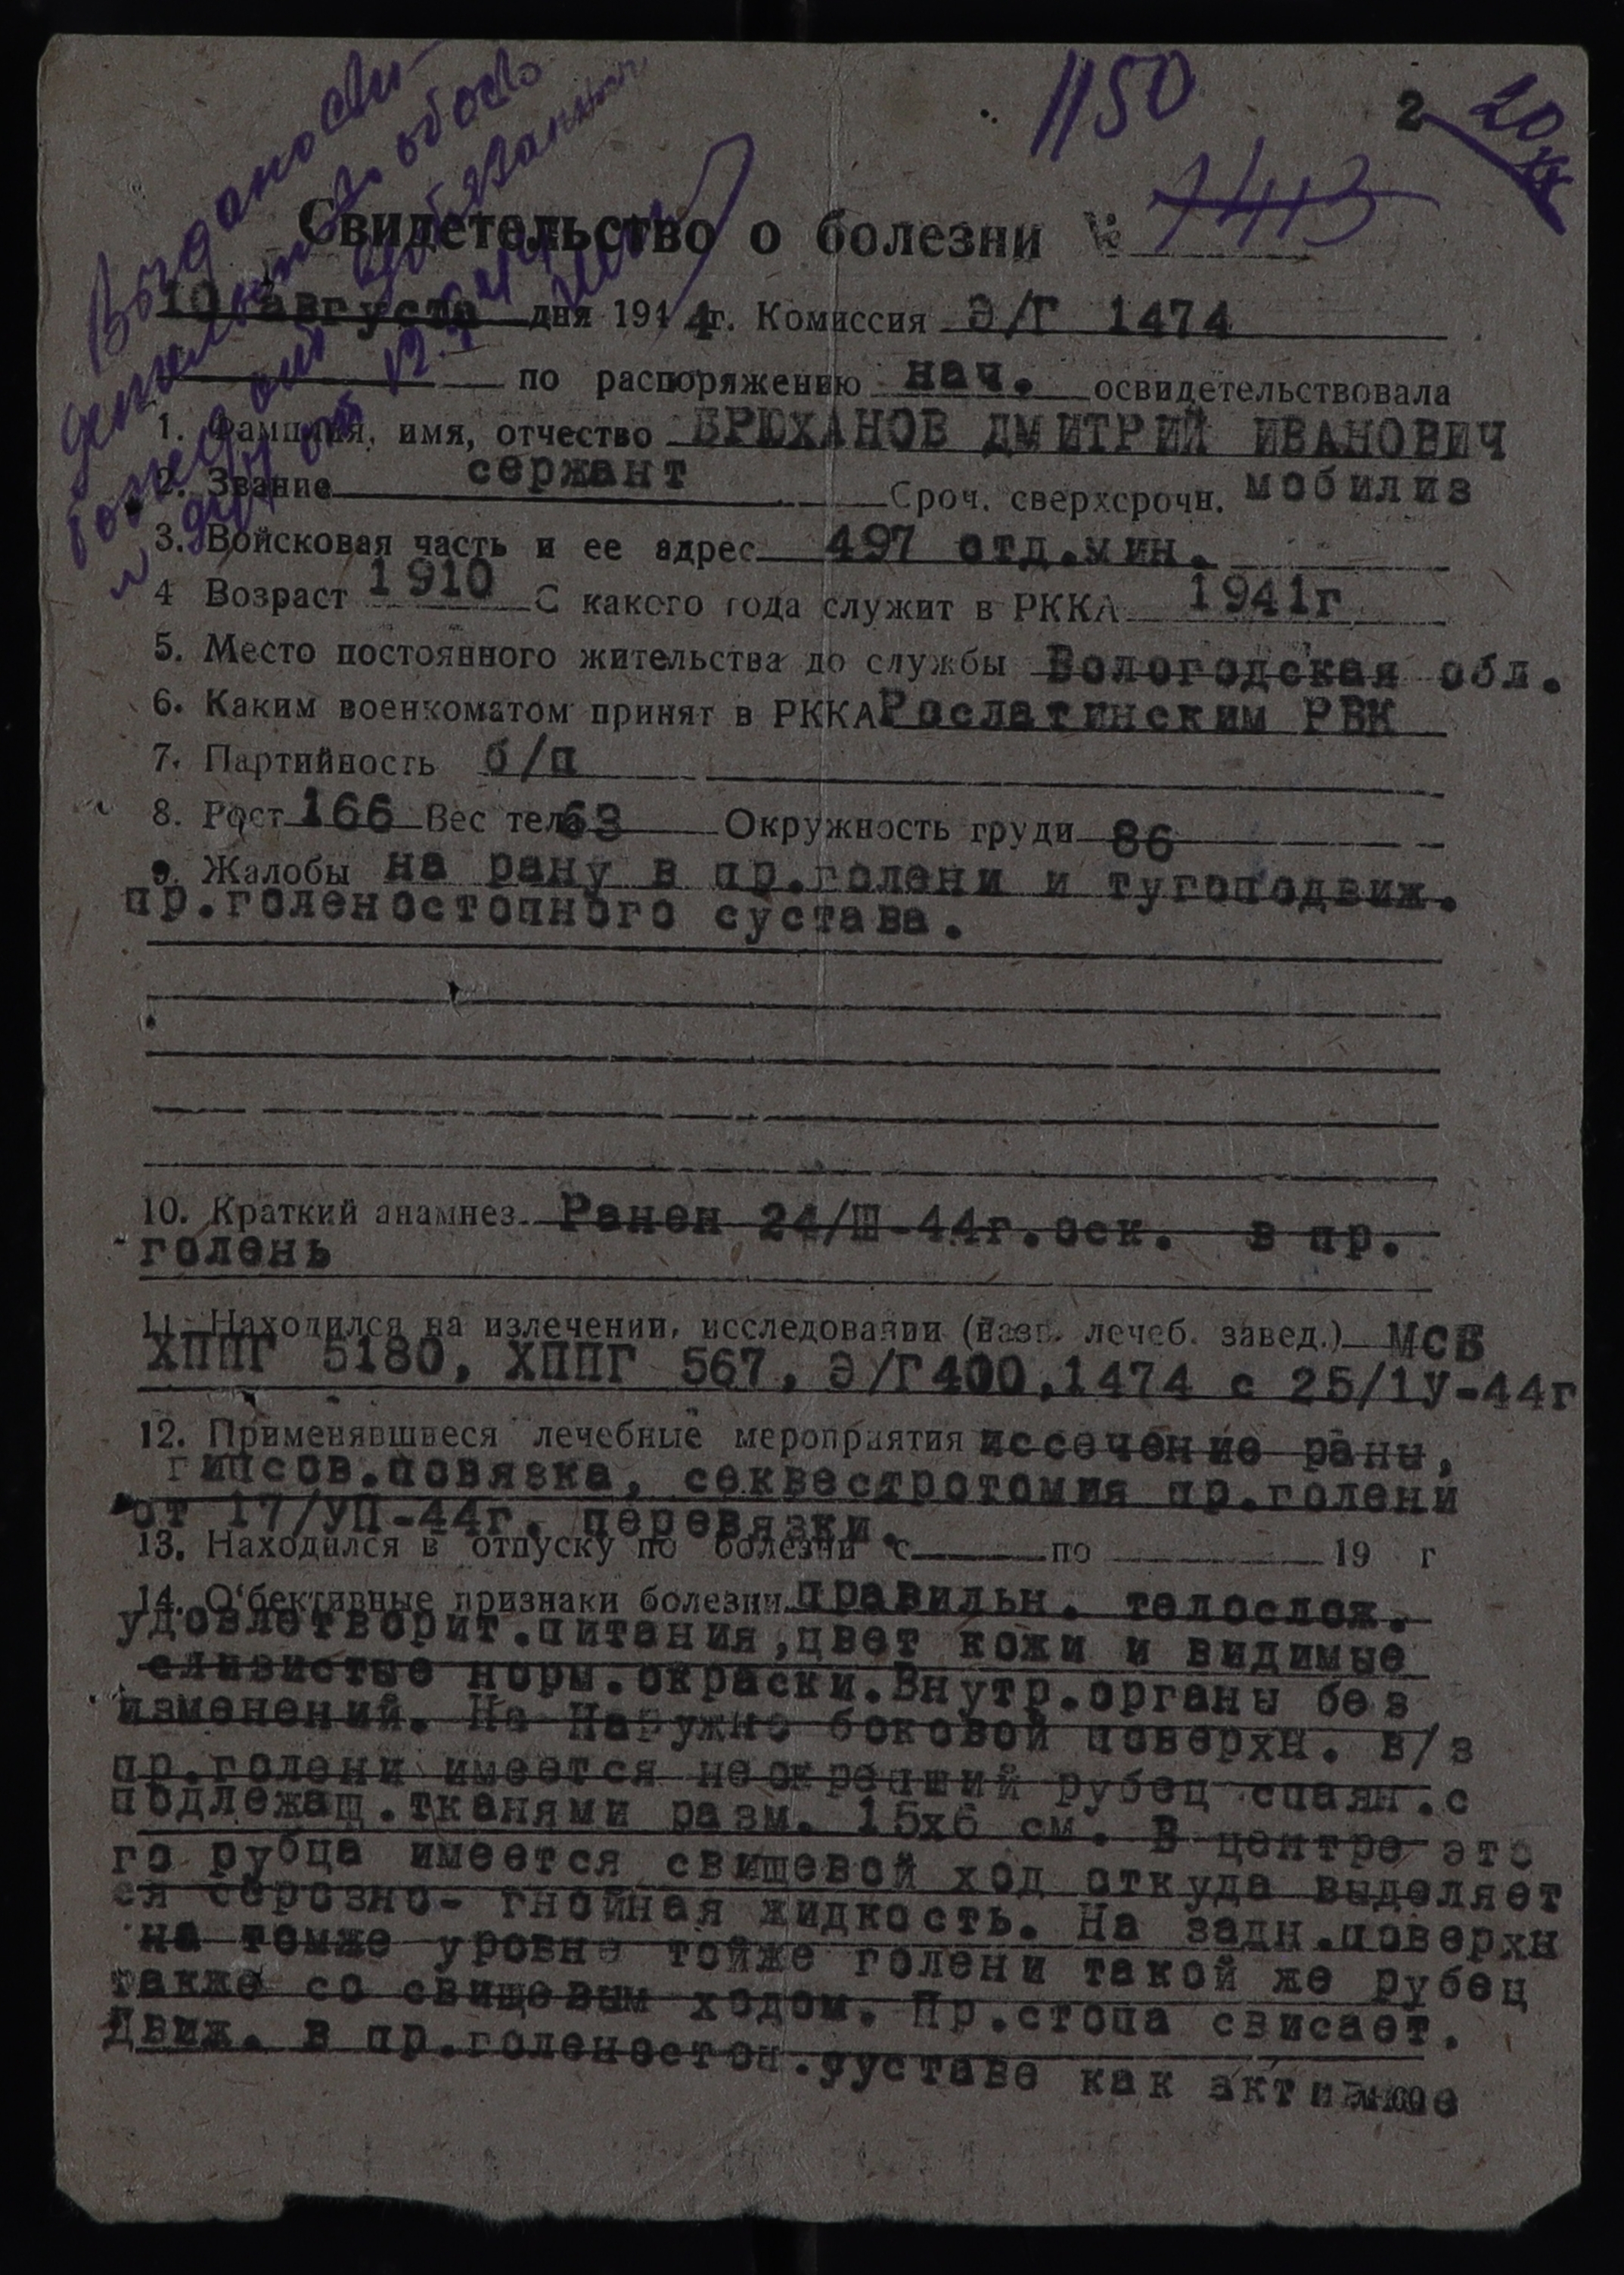 1150
2
20
7413
Свидетельство о болезни №
10 августа дня 1944г. Комиссия Э/Г 1474
по распоряжению нач. освидетельствовала
1. Фамилия, имя, отчество БРЮХАНОВ ДМИТРИЙ ИВАНОВИЧ
2. Звание сержант Сроч. сверхсрочн. мобилиз
3. Войсковая часть и ее адрес 497 отд.мин.
4 Возраст 1910 С какого года служит в РККА 1941г
5. Место постоянного жительства до службы Вологодская обл.
6. Каким военкоматом принят в РККА Рослатинским РВК
7. Партийность б/п
8. Рост 166 Вес тела 63 Окружность груди 86
9. Жалобы на рану в пр.голени и тугоподвиж.
пр.голеностопного сустава.
10. Краткий анамнез Ранен 24/Ш-44г.оск. в пр.
голень
11. Находился на излечении, исследовании (назв. лечеб. завед.) МСБ
ХППГ 5180, ХППГ 567, Э/Г400,1474 с 25/1У-44г
12. Применявшиеся лечебные мероприятия иссечение раны,
гипсов.повязка, секвестротомия пр.голени
от 17/УП-44г. перевязки.
13. Находился в отпуску по болезни с по 19 г
14. О‘бективные признаки болезни правильн. телослож.
удовлетворит.питания,цвет кожи и видимые
слизистые норм.окраски.Внутр.органы без
изменений. На Наружно боковой поверхн. в/з
пр.голени имеется неокрепший рубец спаян.с
подлежащ.тканями разм. 15х6 см. В центре это
го рубца имеется свищевой ход откуда выделяет
ся серозно- гнойная жидкость. На задн.поверхн
на томже уровне тойже голени такой же рубец
также со свищевым ходом. Пр.стопа свисает.
Движ. в пр.голеностоп.суставе как активные